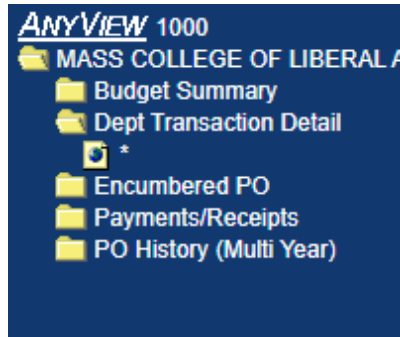 ANYVIEW 1000
MASS COLLEGE OF LIBERAL A
Budget Summary
Dept Transaction Detail
*
Encumbered PO
Payments/Receipts
PO History (Multi Year)